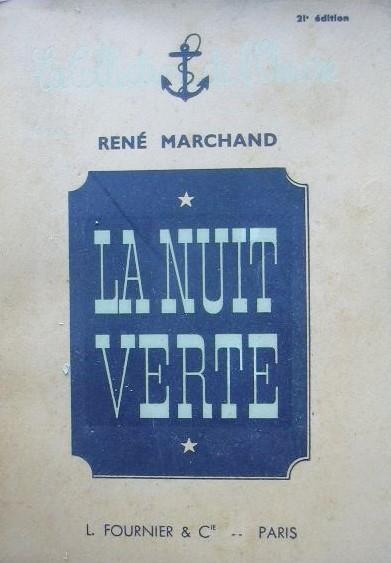 21ᵉ édition
RENÉ MARCHAND
LA NUIT
VERTE
L. FOURNIER & Cᴵᴱ -- PARIS